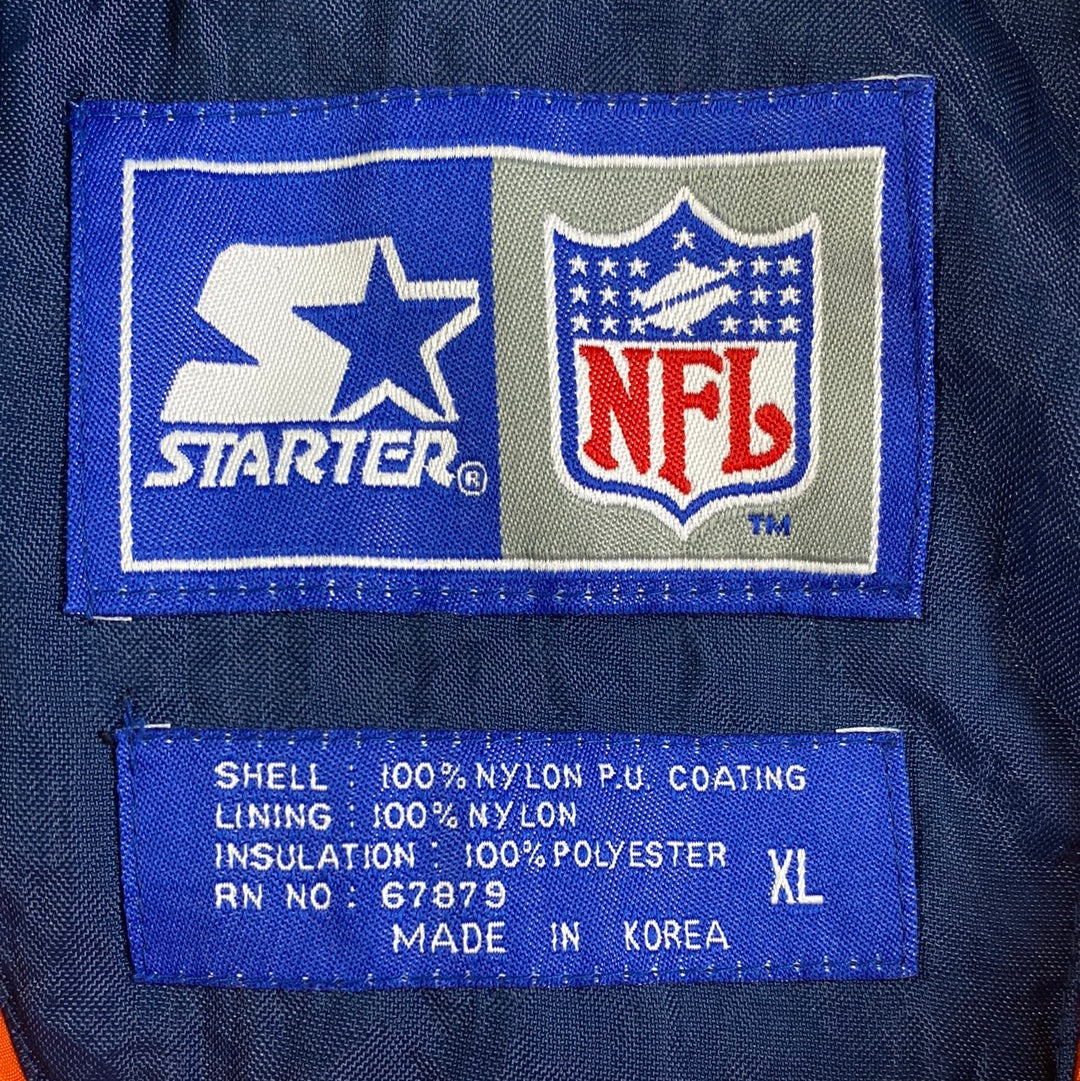 STARTER®
NFL
TM
SHELL : 100% NYLON P.U. COATING
LINING : 100% NYLON
INSULATION : 100% POLYESTER
RN NO : 67879
XL
MADE IN KOREA